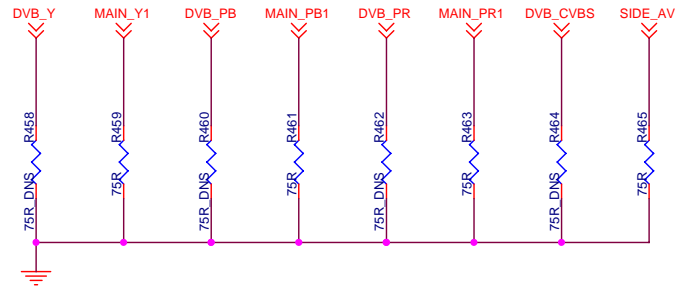 DVB_Y MAIN_Y1 DVB_PB MAIN_PB1 DVB_PR MAIN_PR1 DVB_CVBS SIDE_AV
R458 R459 R460 R461 R462 R463 R464 R465
75R_DNS 75R 75R_DNS 75R 75R_DNS 75R 75R_DNS 75R